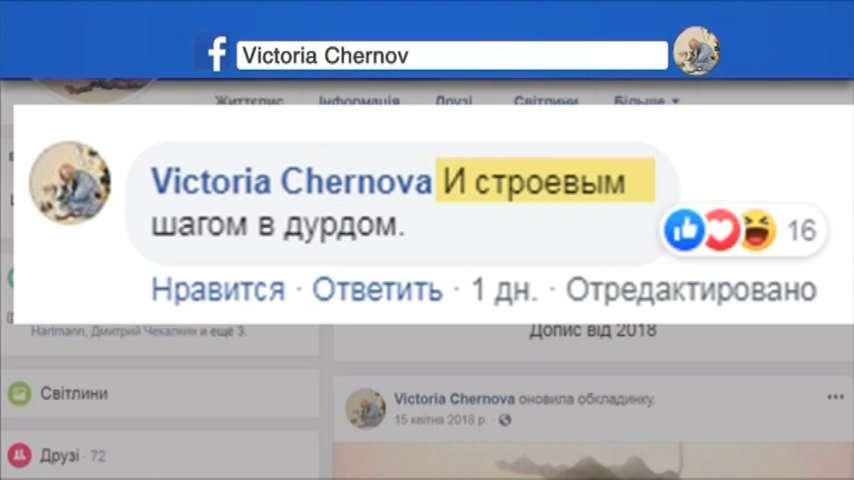 f Victoria Chernov
Життєпис Інформація Друзі Світлини Більше
Victoria Chernova И строевым
шагом в дурдом.
16
Нравится · Ответить · 1 дн. · Отредактировано
Hartmann, Дмитрий Чекалкин и ещё 3.
Допис від 2018
Світлини
Victoria Chernova оновила обкладинку.
15 квітня 2018 р. ·
Друзі · 72